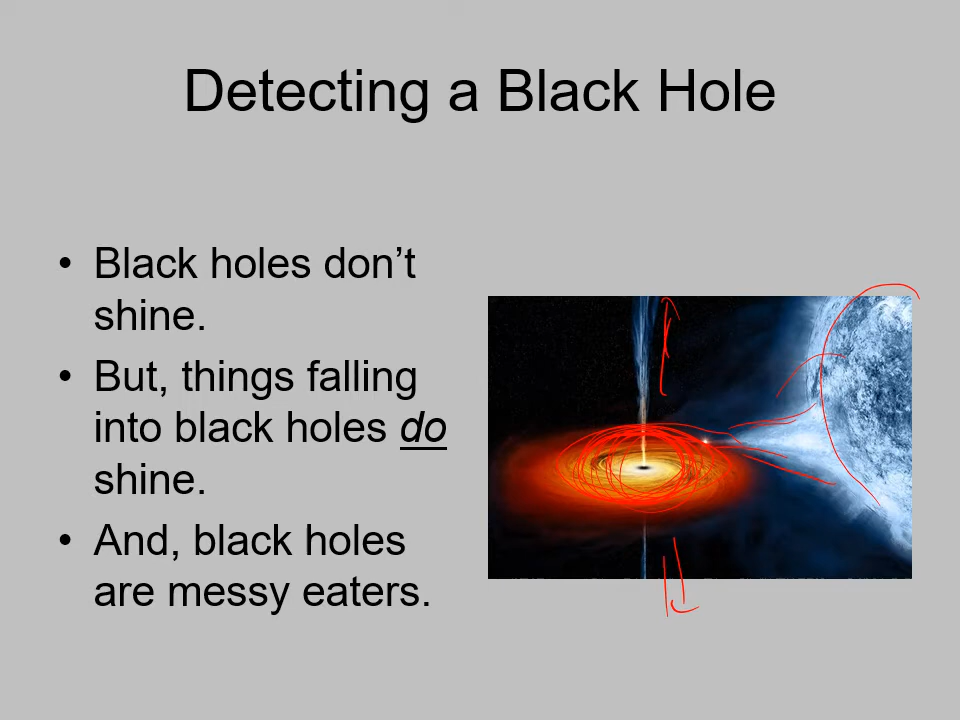 Detecting a Black Hole
• Black holes don’t
shine.
• But, things falling
into black holes do
shine.
• And, black holes
are messy eaters.